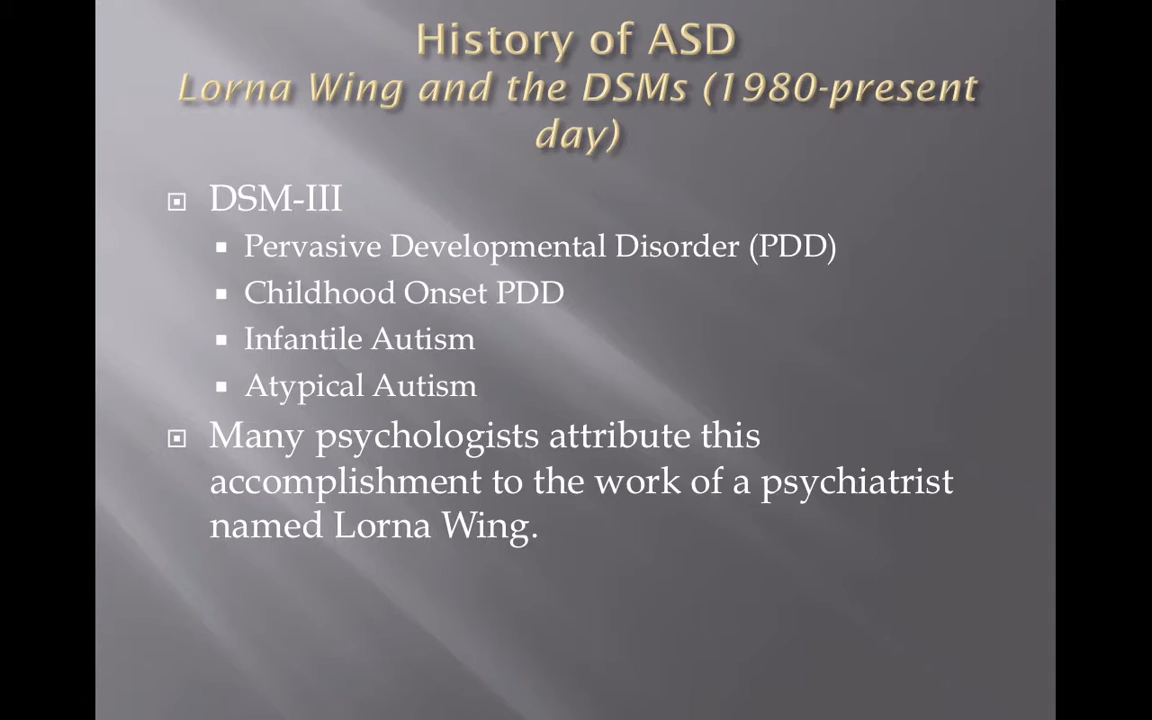 History of ASD
Lorna Wing and the DSMs (1980-present
day)
DSM-III
Pervasive Developmental Disorder (PDD)
Childhood Onset PDD
Infantile Autism
Atypical Autism
Many psychologists attribute this
accomplishment to the work of a psychiatrist
named Lorna Wing.